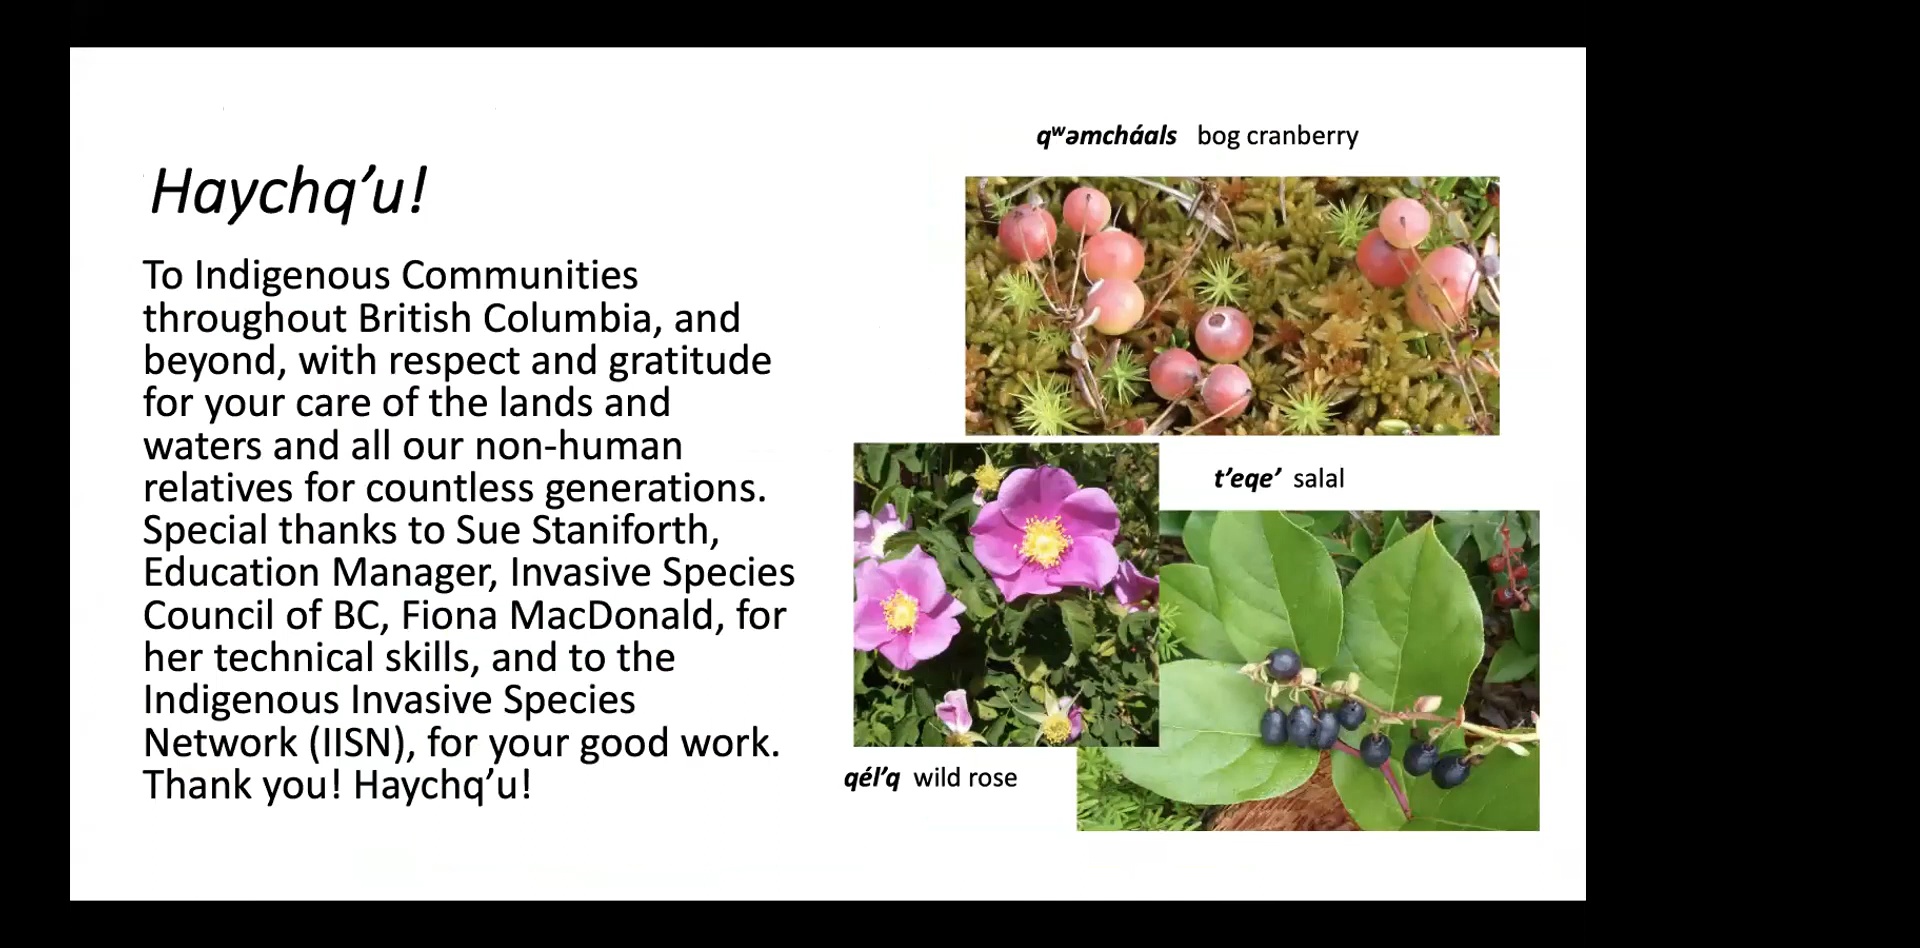 Haychq’u!
To Indigenous Communities
throughout British Columbia, and
beyond, with respect and gratitude
for your care of the lands and
waters and all our non-human
relatives for countless generations.
Special thanks to Sue Staniforth,
Education Manager, Invasive Species
Council of BC, Fiona MacDonald, for
her technical skills, and to the
Indigenous Invasive Species
Network (IISN), for your good work.
Thank you! Haychq’u!
qʷəmcháals bog cranberry
t’eqe’ salal
qél’q wild rose